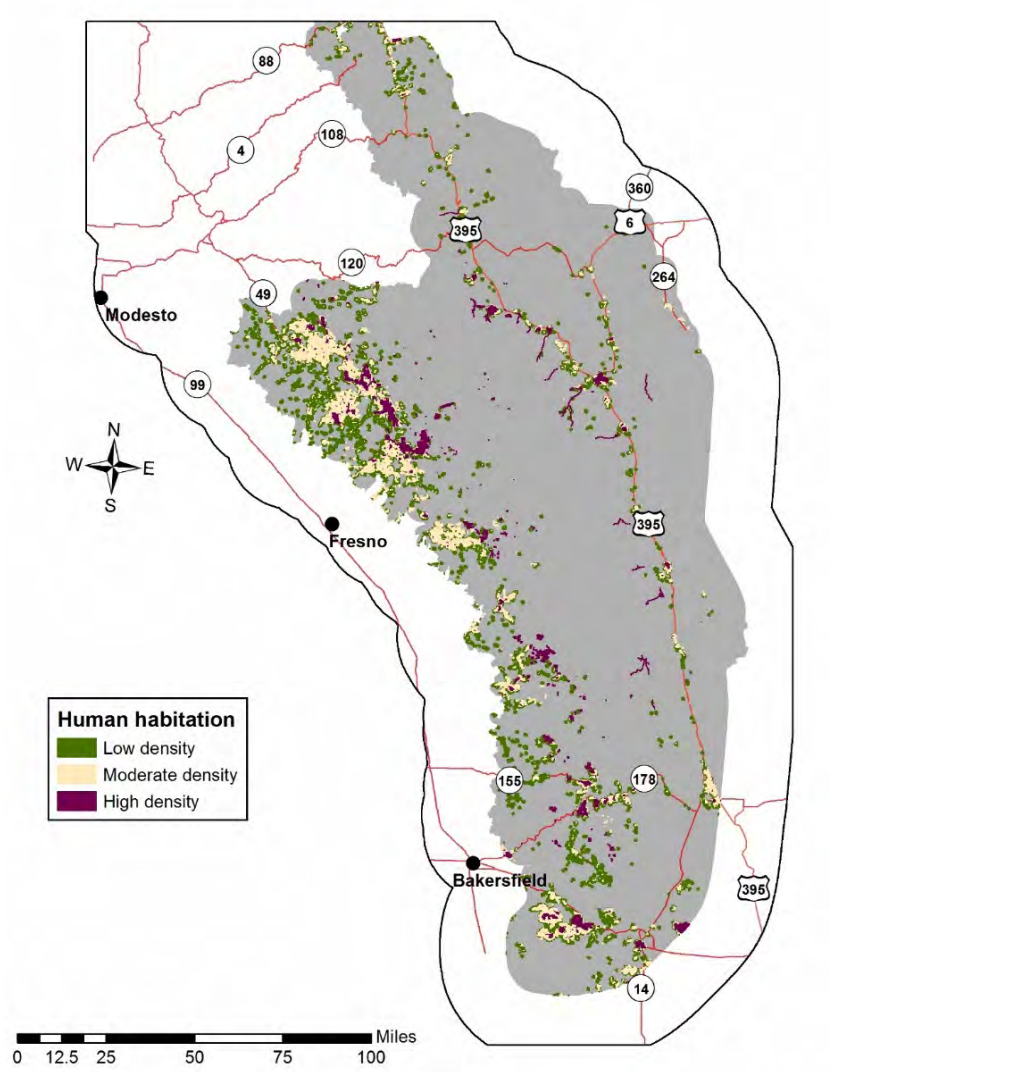 88
108
4
360
6
395
120
264
49
Modesto
99
N
W E
S
395
Fresno
Human habitation
Low density
Moderate density
High density
155
178
Bakersfield
395
14
Miles
0 12.5 25 50 75 100